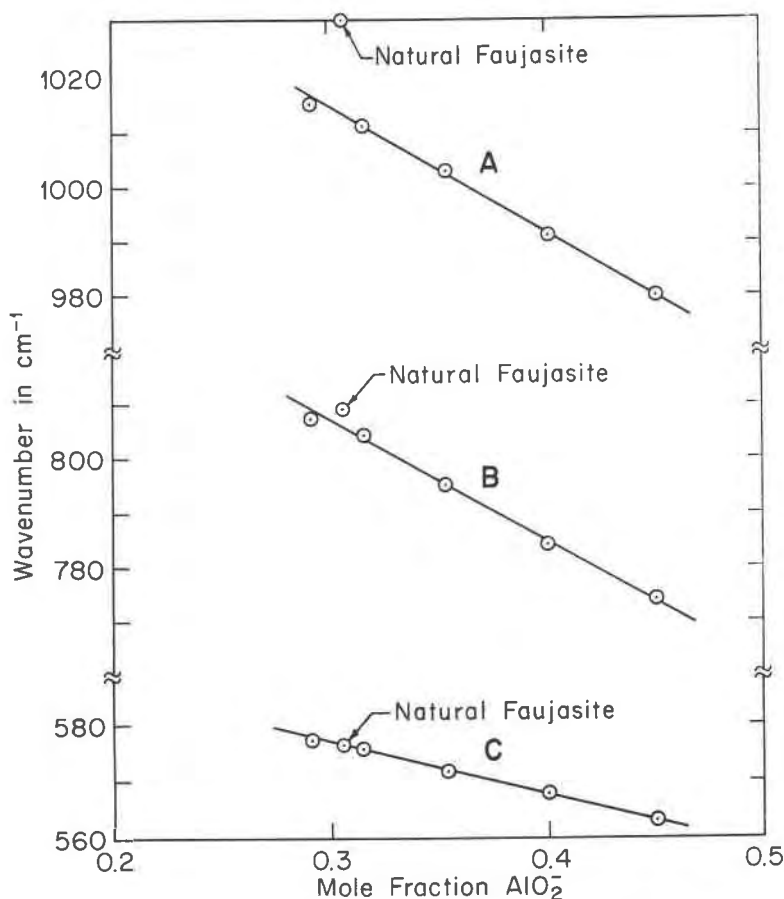 Natural Faujasite
1020
A
1000
980
Natural Faujasite
800
B
780
Natural Faujasite
580
C
560
0.2
0.3
0.4
0.5
Wavenumber in cm⁻¹
Mole Fraction AlO₂⁻